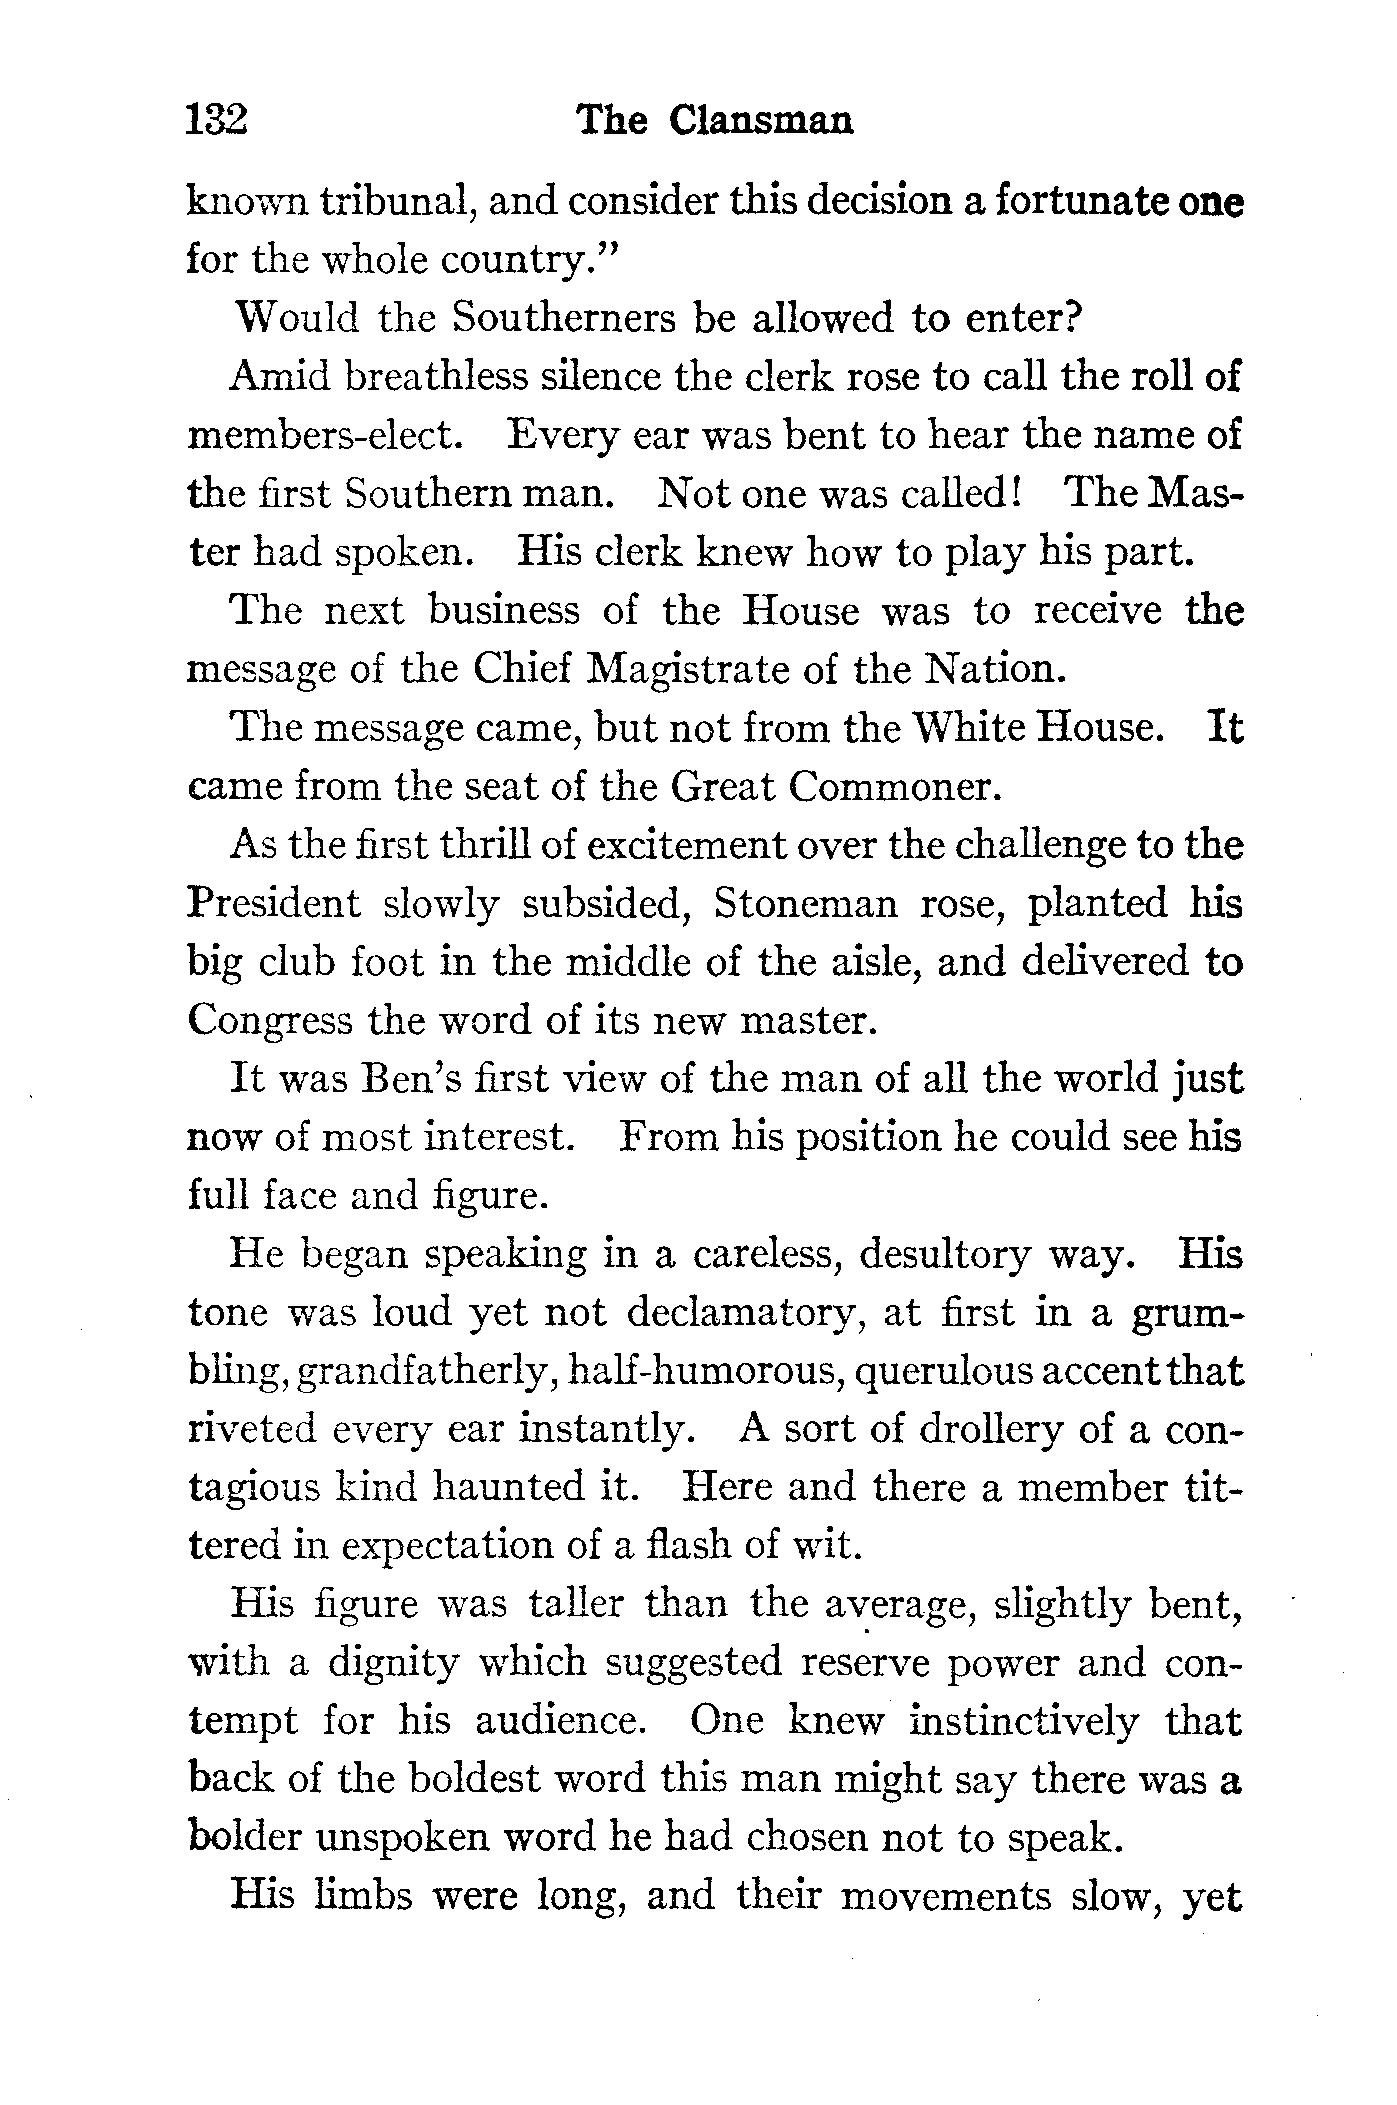 132 The Clansman
known tribunal, and consider this decision a fortunate one
for the whole country."
Would the Southerners be allowed to enter?
Amid breathless silence the clerk rose to call the roll of
members-elect. Every ear was bent to hear the name of
the first Southern man. Not one was called! The Mas-
ter had spoken. His clerk knew how to play his part.
The next business of the House was to receive the
message of the Chief Magistrate of the Nation.
The message came, but not from the White House. It
came from the seat of the Great Commoner.
As the first thrill of excitement over the challenge to the
President slowly subsided, Stoneman rose, planted his
big club foot in the middle of the aisle, and delivered to
Congress the word of its new master.
It was Ben's first view of the man of all the world just
now of most interest. From his position he could see his
full face and figure.
He began speaking in a careless, desultory way. His
tone was loud yet not declamatory, at first in a grum-
bling, grandfatherly, half-humorous, querulous accent that
riveted every ear instantly. A sort of drollery of a con-
tagious kind haunted it. Here and there a member tit-
tered in expectation of a flash of wit.
His figure was taller than the average, slightly bent,
with a dignity which suggested reserve power and con-
tempt for his audience. One knew instinctively that
back of the boldest word this man might say there was a
bolder unspoken word he had chosen not to speak.
His limbs were long, and their movements slow, yet